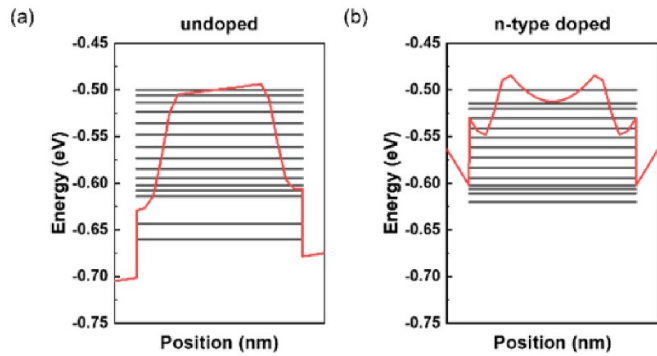 (a)
undoped
-0.45
-0.50
-0.55
-0.60
-0.65
-0.70
-0.75
Energy (eV)
Position (nm)
(b)
n-type doped
-0.45
-0.50
-0.55
-0.60
-0.65
-0.70
-0.75
Energy (eV)
Position (nm)